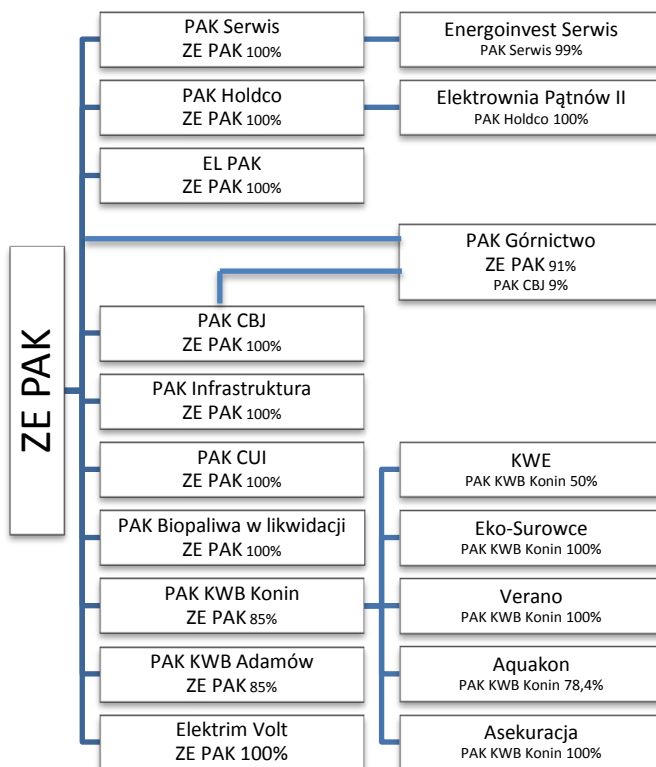 ZE PAK
PAK Serwis
ZE PAK 100%
Energoinvest Serwis
PAK Serwis 99%
PAK Holdco
ZE PAK 100%
Elektrownia Pątnów II
PAK Holdco 100%
EL PAK
ZE PAK 100%
PAK Górnictwo
ZE PAK 91%
PAK CBJ 9%
PAK CBJ
ZE PAK 100%
PAK Infrastruktura
ZE PAK 100%
PAK CUI
ZE PAK 100%
KWE
PAK KWB Konin 50%
PAK Biopaliwa w likwidacji
ZE PAK 100%
Eko-Surowce
PAK KWB Konin 100%
PAK KWB Konin
ZE PAK 85%
Verano
PAK KWB Konin 100%
PAK KWB Adamów
ZE PAK 85%
Aquakon
PAK KWB Konin 78,4%
Elektrim Volt
ZE PAK 100%
Asekuracja
PAK KWB Konin 100%